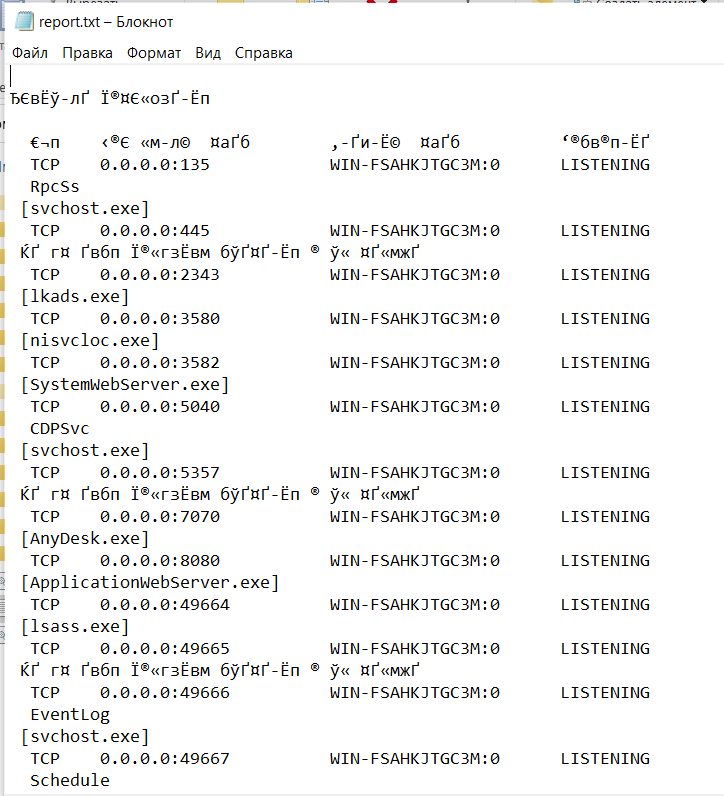 report.txt – Блокнот
Файл Правка Формат Вид Справка
ЂЄвЁў-лҐ Ї®¤Є«озҐ-Ёп
€¬п ‹®Є «м-л© ¤аҐб ‚-Ґи-Ё© ¤аҐб ‘®бв®п-ЁҐ
TCP 0.0.0.0:135 WIN-FSAHKJTGC3M:0 LISTENING
RpcSs
[svchost.exe]
TCP 0.0.0.0:445 WIN-FSAHKJTGC3M:0 LISTENING
ЌҐ г¤ Ґвбп Ї®«гзЁвм бўҐ¤Ґ-Ёп ® ў« ¤Ґ«мжҐ
TCP 0.0.0.0:2343 WIN-FSAHKJTGC3M:0 LISTENING
[lkads.exe]
TCP 0.0.0.0:3580 WIN-FSAHKJTGC3M:0 LISTENING
[nisvcloc.exe]
TCP 0.0.0.0:3582 WIN-FSAHKJTGC3M:0 LISTENING
[SystemWebServer.exe]
TCP 0.0.0.0:5040 WIN-FSAHKJTGC3M:0 LISTENING
CDPSvc
[svchost.exe]
TCP 0.0.0.0:5357 WIN-FSAHKJTGC3M:0 LISTENING
ЌҐ г¤ Ґвбп Ї®«гзЁвм бўҐ¤Ґ-Ёп ® ў« ¤Ґ«мжҐ
TCP 0.0.0.0:7070 WIN-FSAHKJTGC3M:0 LISTENING
[AnyDesk.exe]
TCP 0.0.0.0:8080 WIN-FSAHKJTGC3M:0 LISTENING
[ApplicationWebServer.exe]
TCP 0.0.0.0:49664 WIN-FSAHKJTGC3M:0 LISTENING
[lsass.exe]
TCP 0.0.0.0:49665 WIN-FSAHKJTGC3M:0 LISTENING
ЌҐ г¤ Ґвбп Ї®«гзЁвм бўҐ¤Ґ-Ёп ® ў« ¤Ґ«мжҐ
TCP 0.0.0.0:49666 WIN-FSAHKJTGC3M:0 LISTENING
EventLog
[svchost.exe]
TCP 0.0.0.0:49667 WIN-FSAHKJTGC3M:0 LISTENING
Schedule